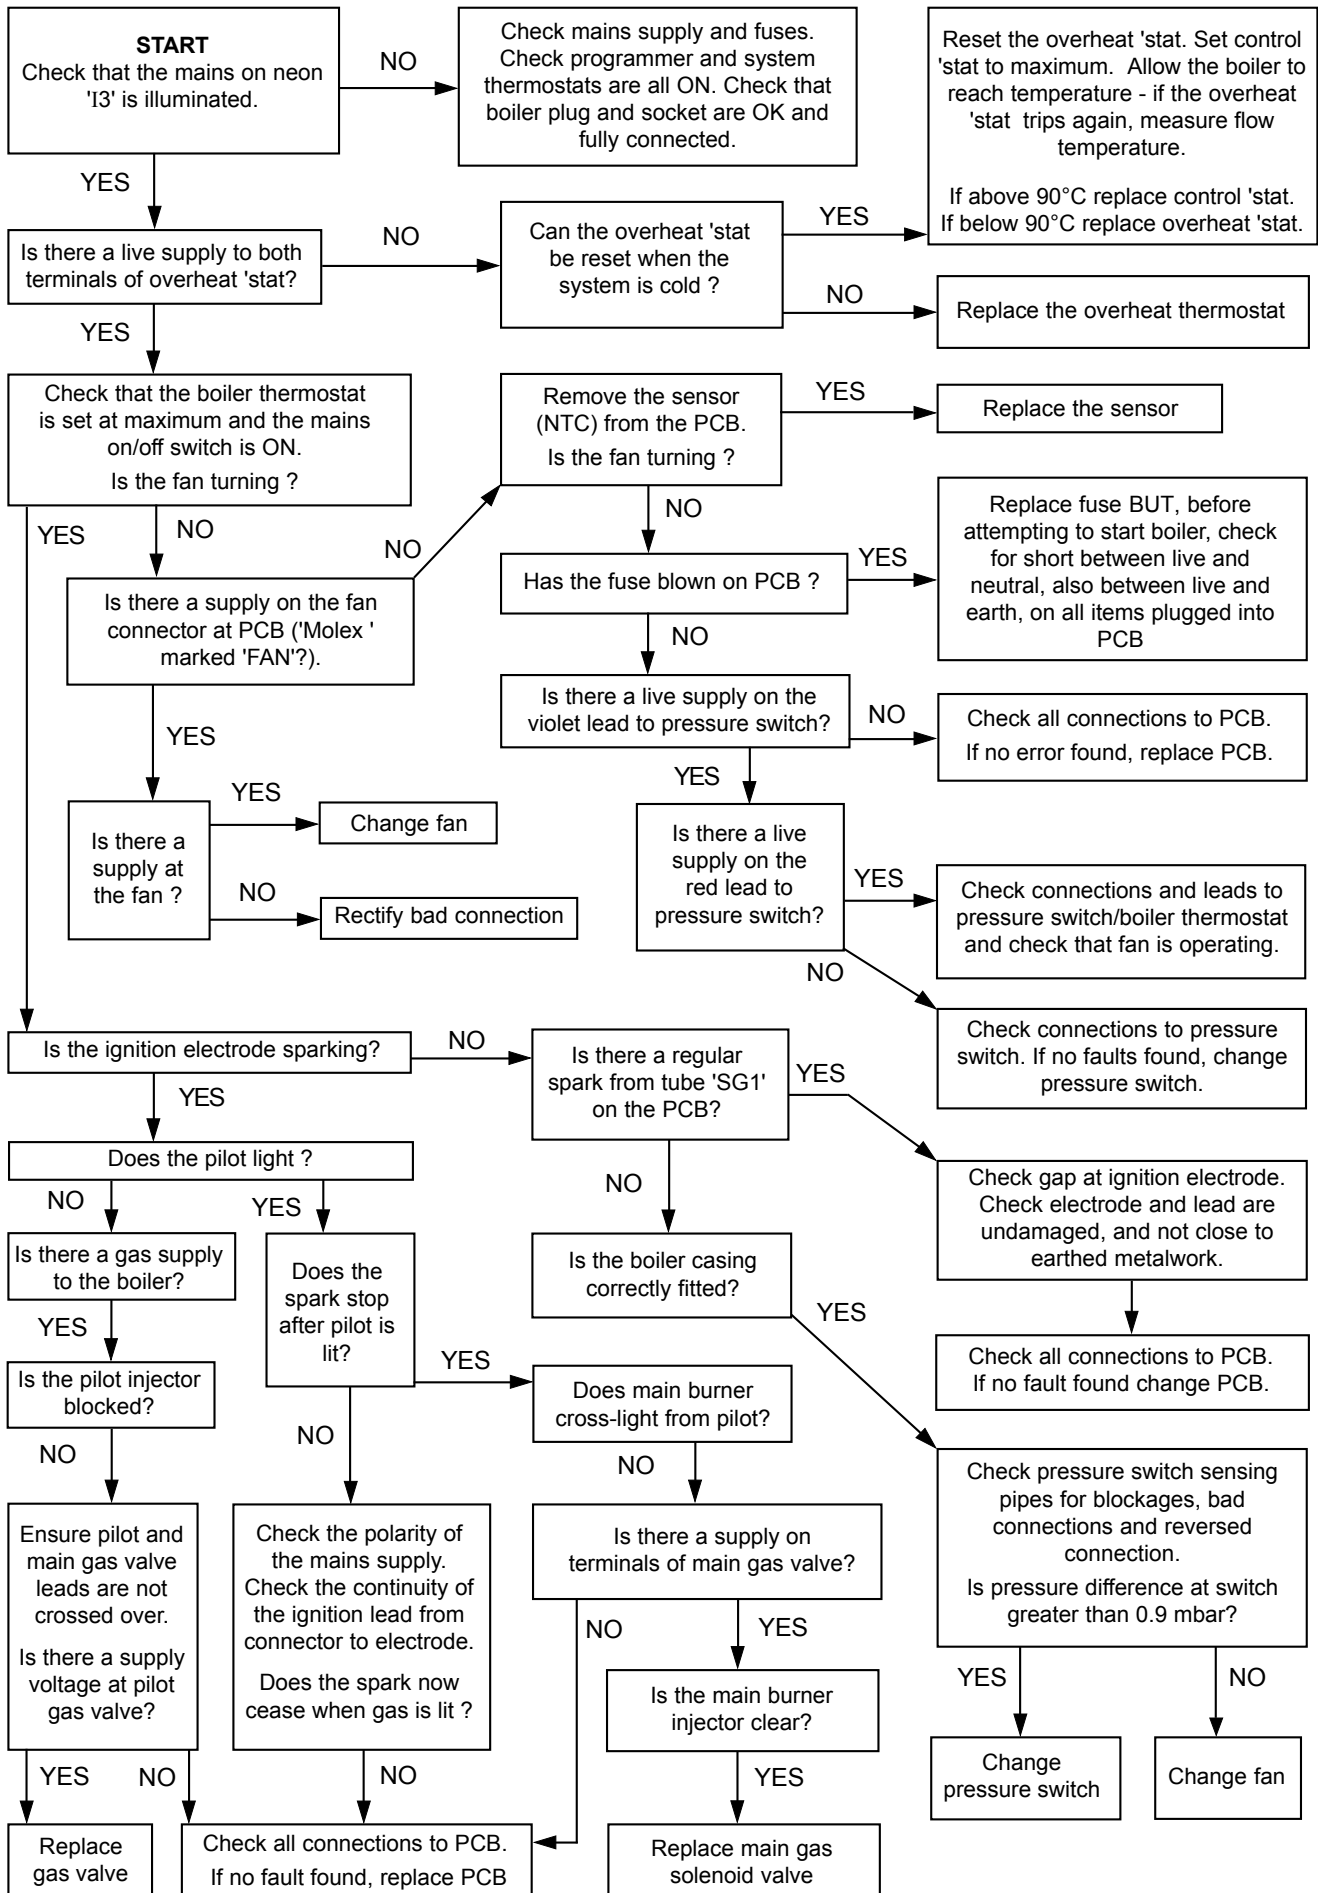 START
Check that the mains on neon
'I3' is illuminated.
NO
Check mains supply and fuses.
Check programmer and system
thermostats are all ON. Check that
boiler plug and socket are OK and
fully connected.
Reset the overheat 'stat. Set control
'stat to maximum. Allow the boiler to
reach temperature - if the overheat
'stat trips again, measure flow
temperature.
If above 90°C replace control 'stat.
If below 90°C replace overheat 'stat.
YES
Is there a live supply to both
terminals of overheat 'stat?
NO
Can the overheat 'stat
be reset when the
system is cold ?
YES
NO
Replace the overheat thermostat
YES
Check that the boiler thermostat
is set at maximum and the mains
on/off switch is ON.
Is the fan turning ?
Remove the sensor
(NTC) from the PCB.
Is the fan turning ?
YES
Replace the sensor
YES
NO
NO
NO
Is there a supply on the fan
connector at PCB ('Molex '
marked 'FAN'?).
Has the fuse blown on PCB ?
YES
Replace fuse BUT, before
attempting to start boiler, check
for short between live and
neutral, also between live and
earth, on all items plugged into
PCB
NO
Is there a live supply on the
violet lead to pressure switch?
NO
Check all connections to PCB.
If no error found, replace PCB.
YES
YES
Is there a
supply at
the fan ?
YES
Change fan
NO
Rectify bad connection
Is there a live
supply on the
red lead to
pressure switch?
YES
Check connections and leads to
pressure switch/boiler thermostat
and check that fan is operating.
NO
Check connections to pressure
switch. If no faults found, change
pressure switch.
Is the ignition electrode sparking?
NO
Is there a regular
spark from tube 'SG1'
on the PCB?
YES
YES
Does the pilot light ?
NO
Check gap at ignition electrode.
Check electrode and lead are
undamaged, and not close to
earthed metalwork.
NO
YES
Is there a gas supply
to the boiler?
Does the
spark stop
after pilot is
lit?
Is the boiler casing
correctly fitted?
YES
YES
Check all connections to PCB.
If no fault found change PCB.
Is the pilot injector
blocked?
YES
Does main burner
cross-light from pilot?
NO
NO
NO
Check pressure switch sensing
pipes for blockages, bad
connections and reversed
connection.
Is pressure difference at switch
greater than 0.9 mbar?
Ensure pilot and
main gas valve
leads are not
crossed over.
Is there a supply
voltage at pilot
gas valve?
Check the polarity of
the mains supply.
Check the continuity of
the ignition lead from
connector to electrode.
Does the spark now
cease when gas is lit ?
Is there a supply on
terminals of main gas valve?
NO
YES
YES
NO
Is the main burner
injector clear?
Change
pressure switch
Change fan
YES
NO
NO
YES
Replace
gas valve
Check all connections to PCB.
If no fault found, replace PCB
Replace main gas
solenoid valve